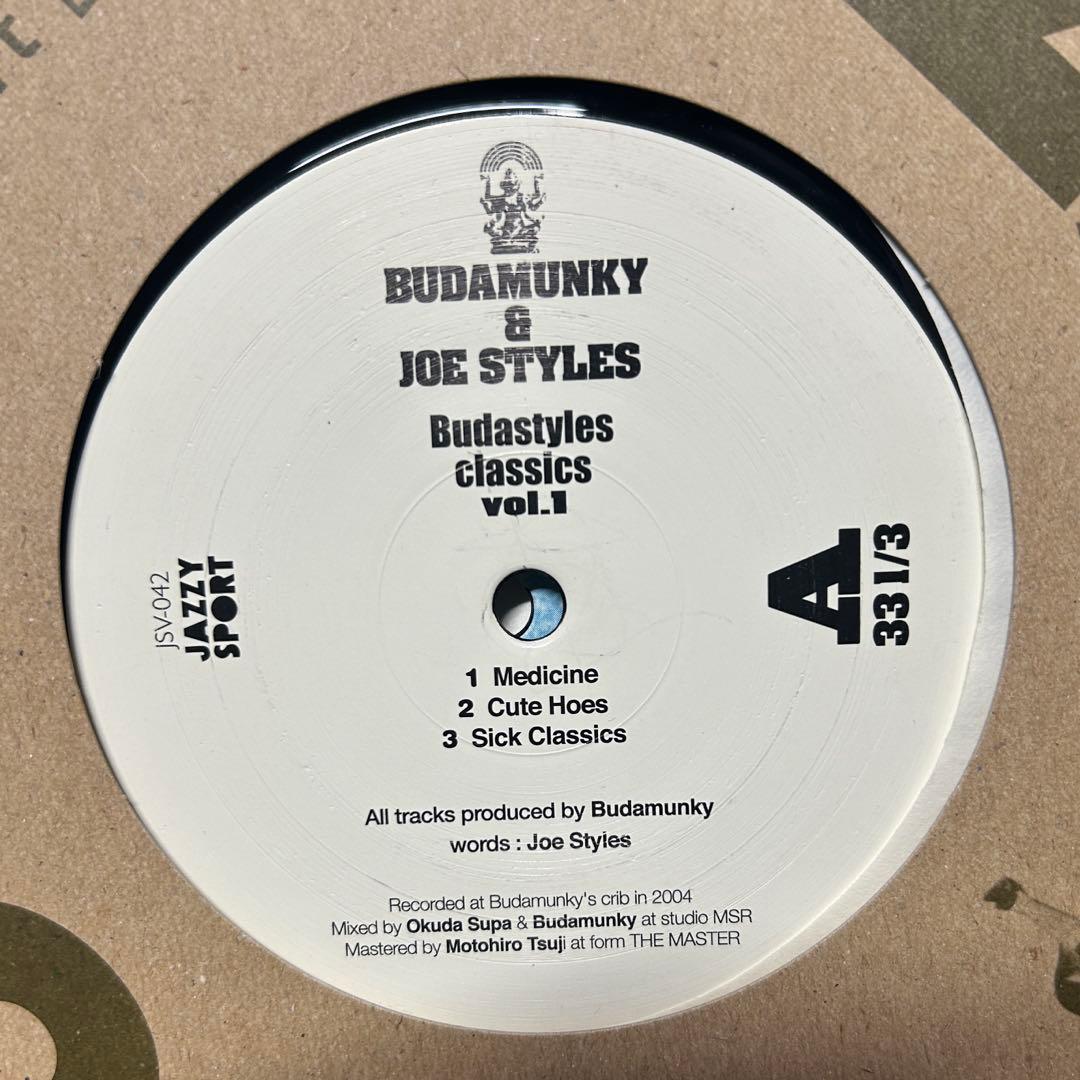 BUDAMUNKY
&
JOE STYLES
Budastyles
classics
vol.1
JSV-042
JAZZY
SPORT
A
33 1/3
1 Medicine
2 Cute Hoes
3 Sick Classics
All tracks produced by Budamunky
words : Joe Styles
Recorded at Budamunky's crib in 2004
Mixed by Okuda Supa & Budamunky at studio MSR
Mastered by Motohiro Tsuji at form THE MASTER